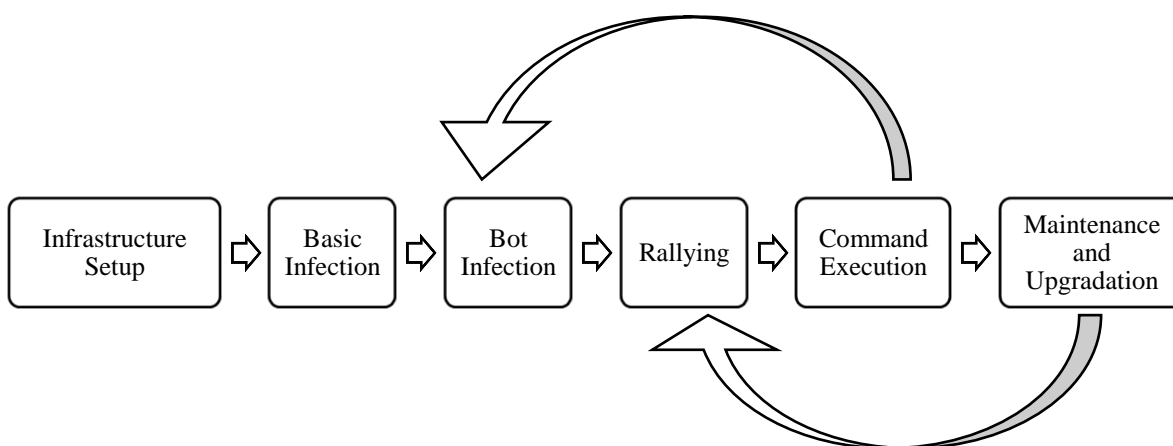 Infrastructure
Setup
Basic
Infection
Bot
Infection
Rallying
Command
Execution
Maintenance
and
Upgradation